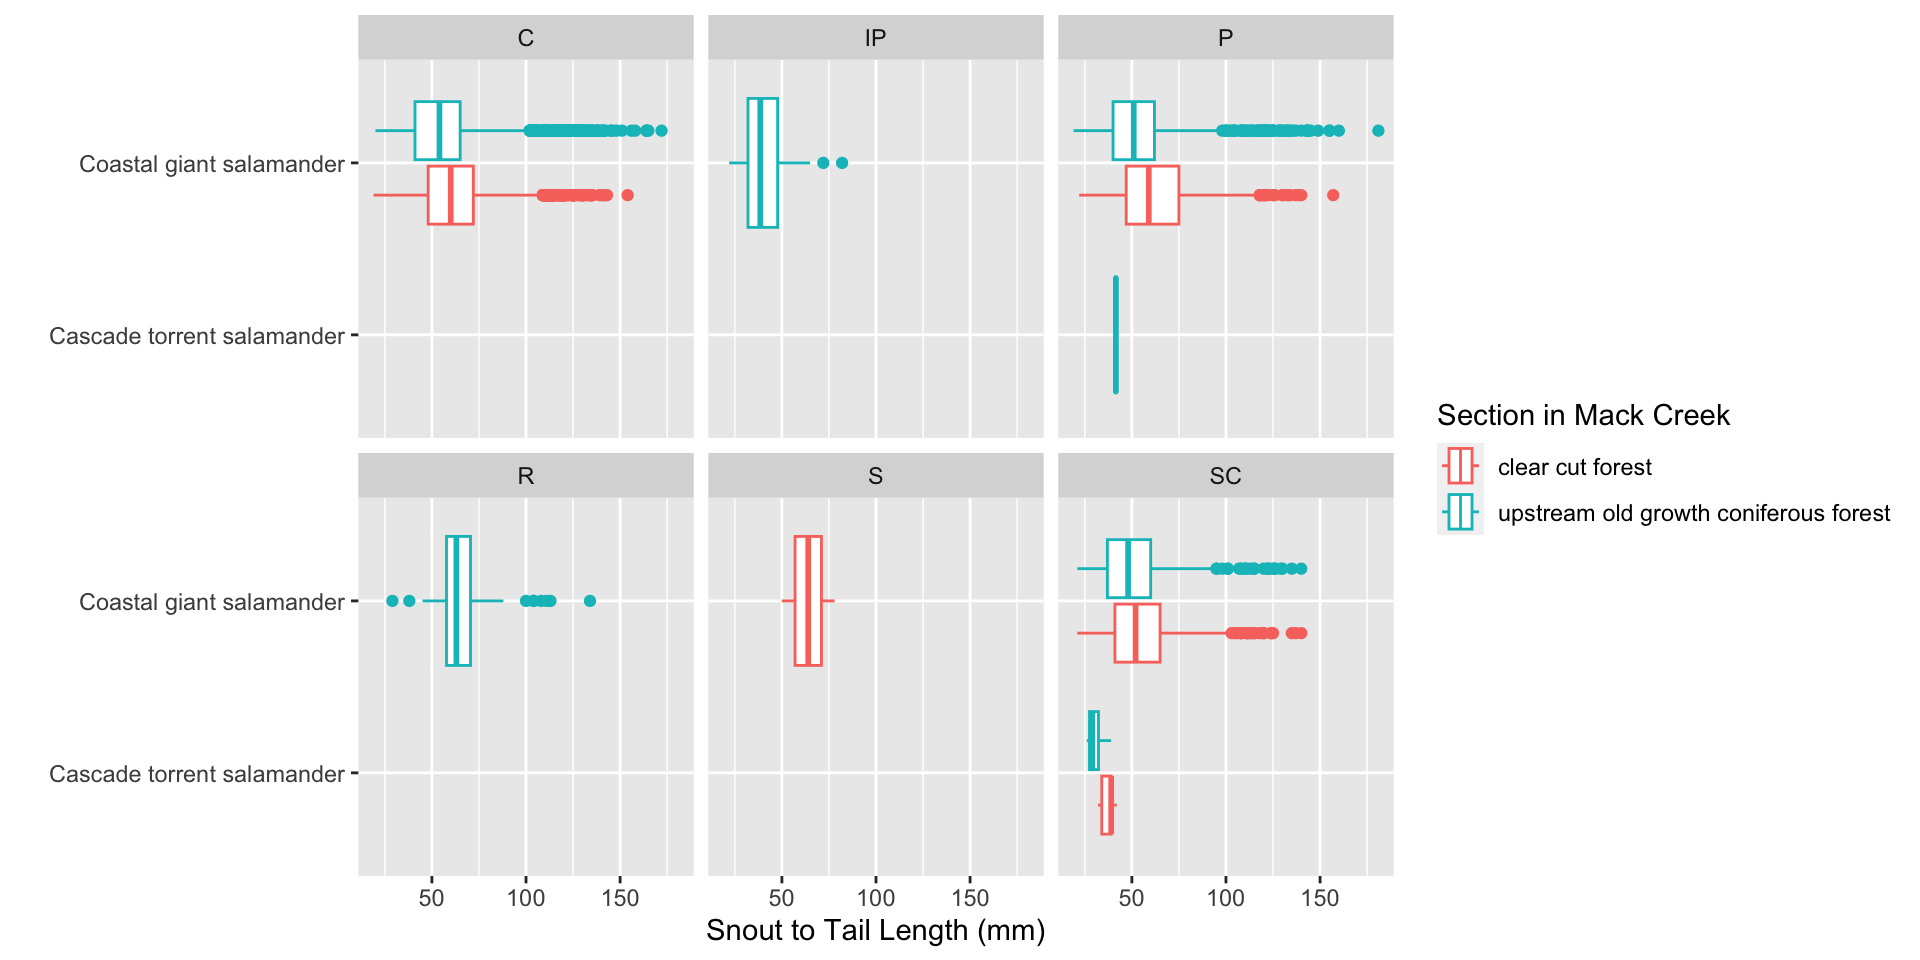 C
IP
P
Coastal giant salamander
Cascade torrent salamander
R
S
SC
Coastal giant salamander
Cascade torrent salamander
50 100 150
50 100 150
50 100 150
Snout to Tail Length (mm)
Section in Mack Creek
clear cut forest
upstream old growth coniferous forest